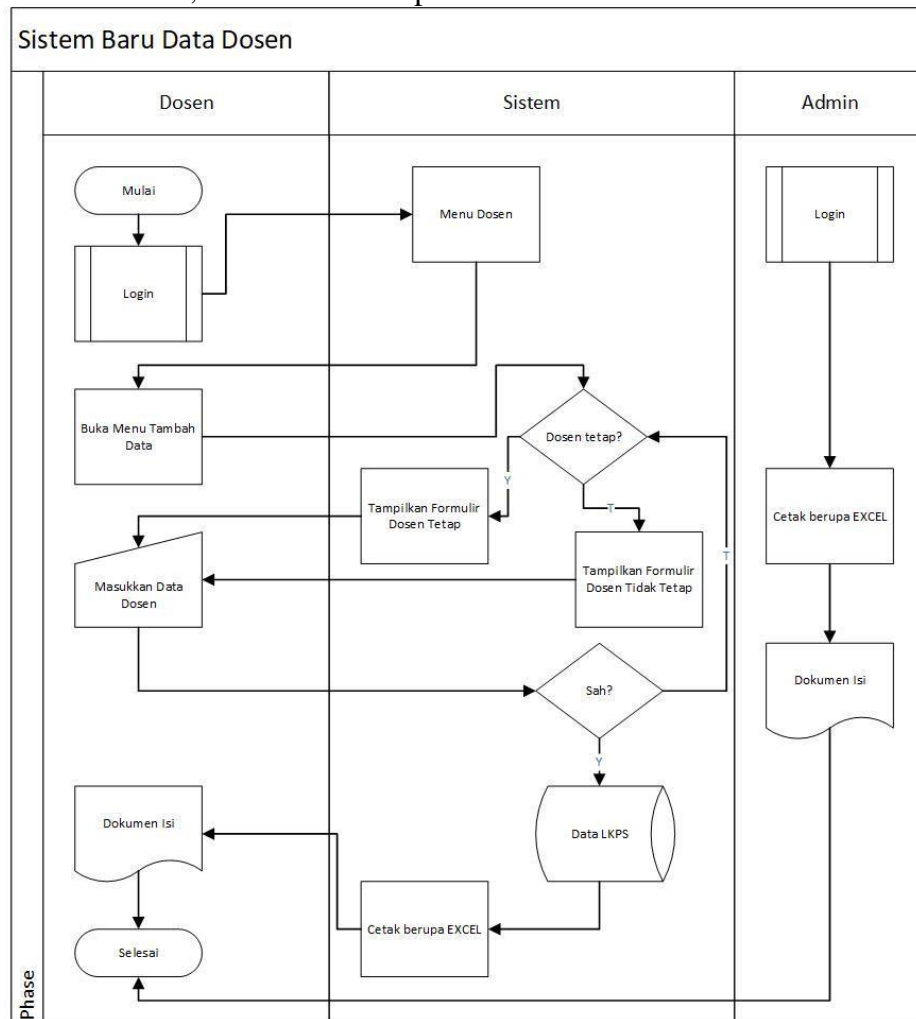 Sistem Baru Data Dosen
Dosen
Sistem
Admin
Mulai
Menu Dosen
Login
Login
Buka Menu Tambah
Data
Dosen tetap?
Y
T
T
Tampilkan Formulir
Dosen Tetap
Cetak berupa EXCEL
Masukkan Data
Dosen
Tampilkan Formulir
Dosen Tidak Tetap
Sah?
Y
Dokumen Isi
Dokumen Isi
Data LKPS
Cetak berupa EXCEL
Selesai
Phase